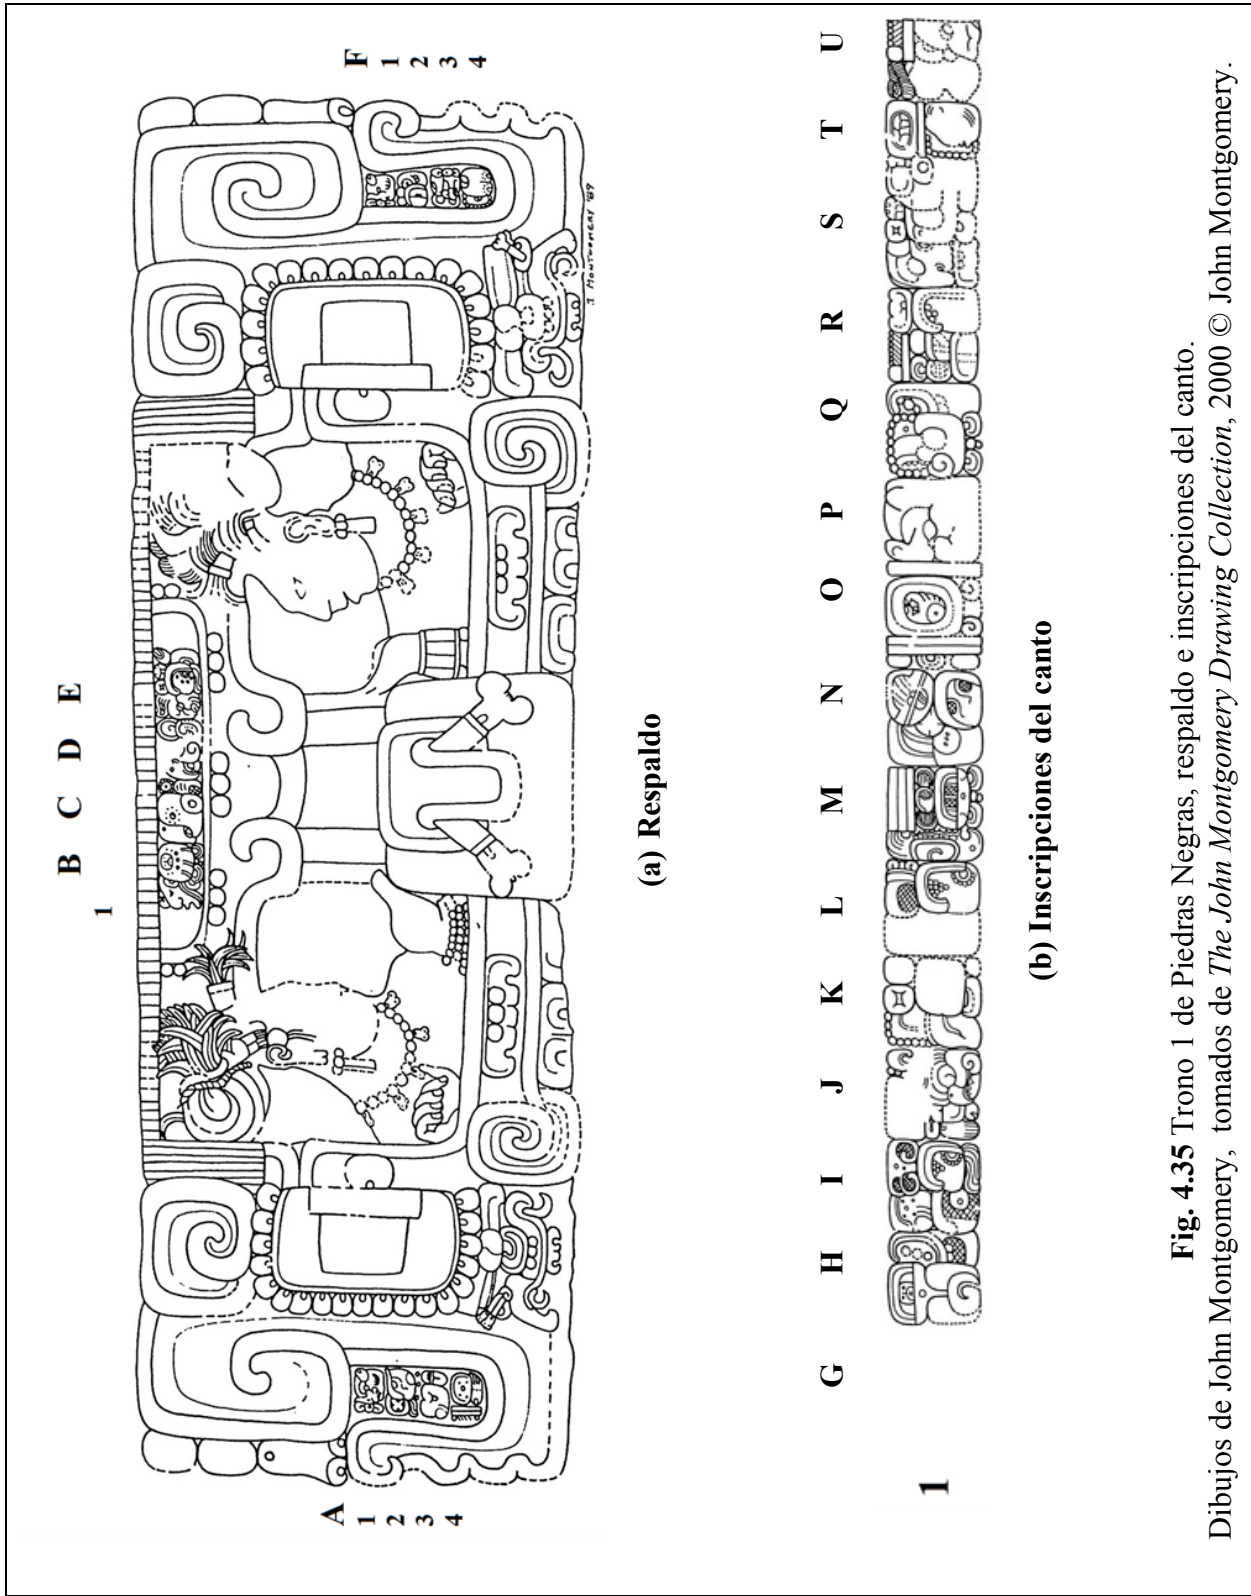 B C D E
1
A
1
2
3
4
F
1
2
3
4
J MONTGOMERY '89
(a) Respaldo
G H I J K L M N O P Q R S T U
1
(b) Inscripciones del canto
Fig. 4.35 Trono 1 de Piedras Negras, respaldo e inscripciones del canto.
Dibujos de John Montgomery, tomados de The John Montgomery Drawing Collection, 2000 © John Montgomery.